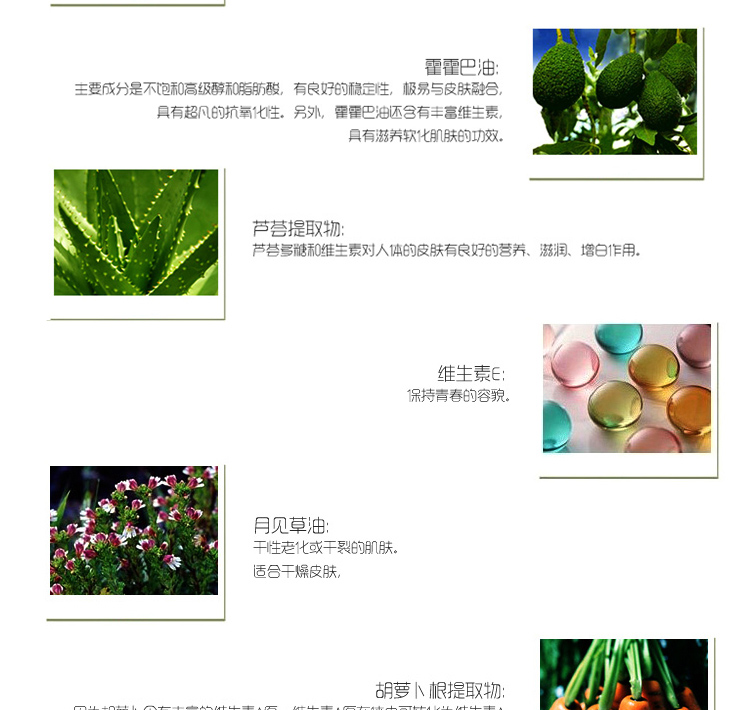 霍霍巴油:
主要成分是不饱和高级醇和脂肪酸，有良好的稳定性，极易与皮肤融合，
具有超凡的抗氧化性。另外，霍霍巴油还含有丰富维生素，
具有滋养软化肌肤的功效。
芦荟提取物:
芦荟多糖和维生素对人体的皮肤有良好的营养、滋润、增白作用。
维生素E:
保持青春的容貌。
月见草油:
干性老化或干裂的肌肤。
适合干燥皮肤，
胡萝卜根提取物: